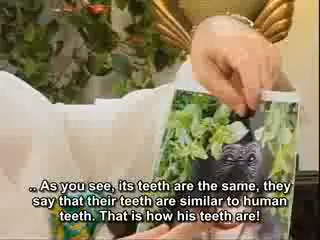 .. As you see, its teeth are the same, they
say that their teeth are similar to human
teeth. That is how his teeth are!